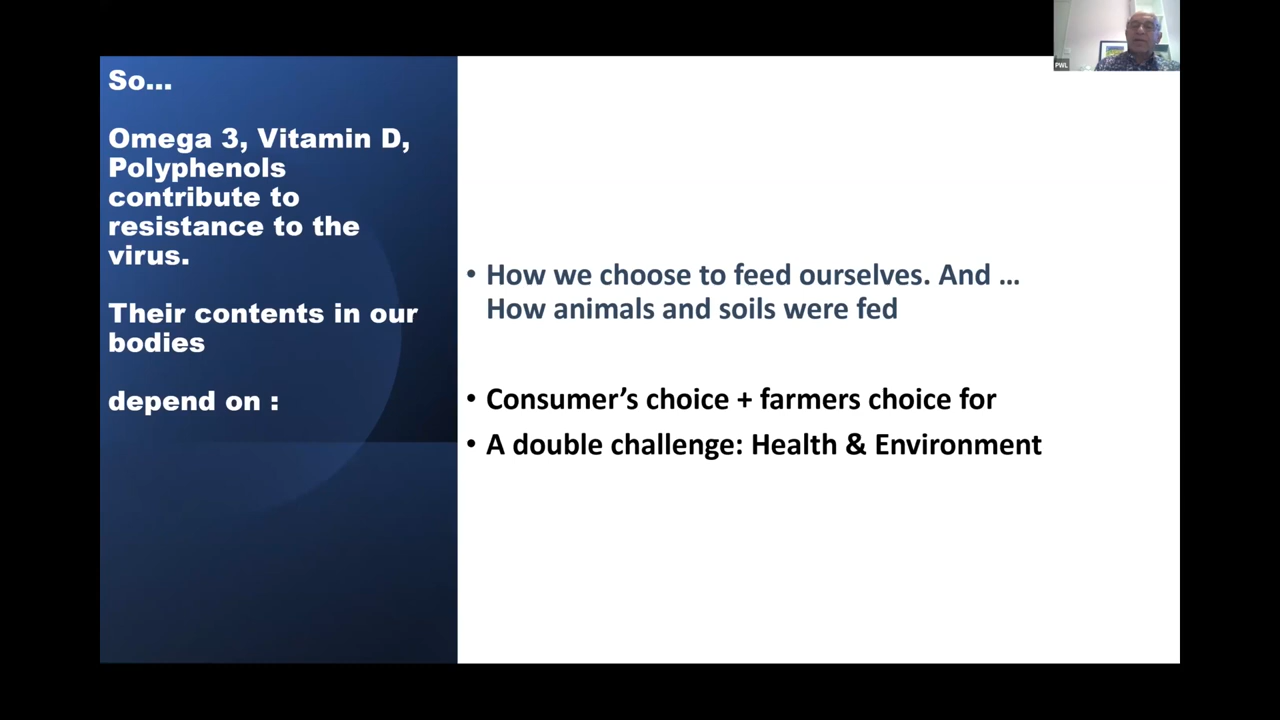 So...
Omega 3, Vitamin D,
Polyphenols
contribute to
resistance to the
virus.
Their contents in our
bodies
depend on :
• How we choose to feed ourselves. And ...
How animals and soils were fed
• Consumer’s choice + farmers choice for
• A double challenge: Health & Environment
PWL